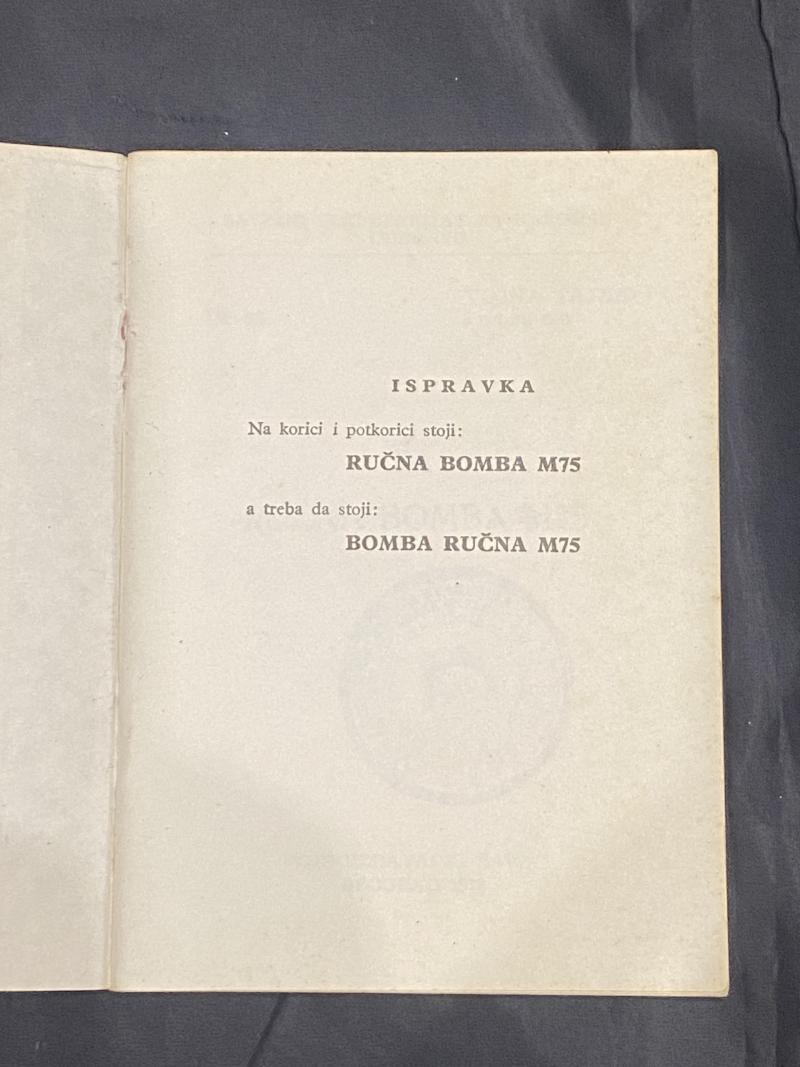 ISPRAVKA
Na korici i potkorici stoji:
RUČNA BOMBA M75
a treba da stoji:
BOMBA RUČNA M75